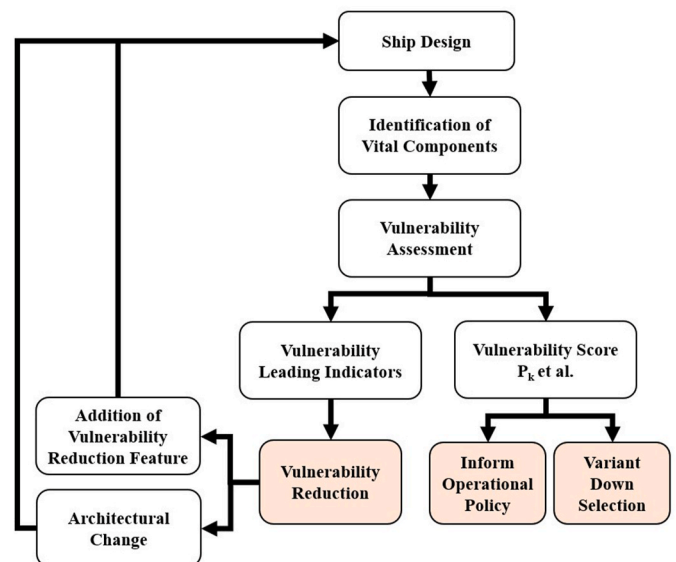 Ship Design
Identification of
Vital Components
Vulnerability
Assessment
Vulnerability
Leading Indicators
Vulnerability Score
Pk et al.
Addition of
Vulnerability
Reduction Feature
Vulnerability
Reduction
Inform
Operational
Policy
Variant
Down
Selection
Architectural
Change